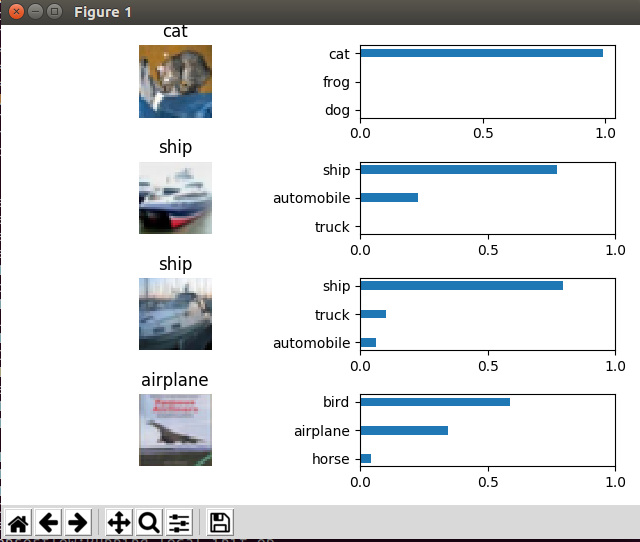 Figure 1
cat
cat
frog
dog
0.0 0.5 1.0
ship
ship
automobile
truck
0.0 0.5 1.0
ship
ship
truck
automobile
0.0 0.5 1.0
airplane
bird
airplane
horse
0.0 0.5 1.0